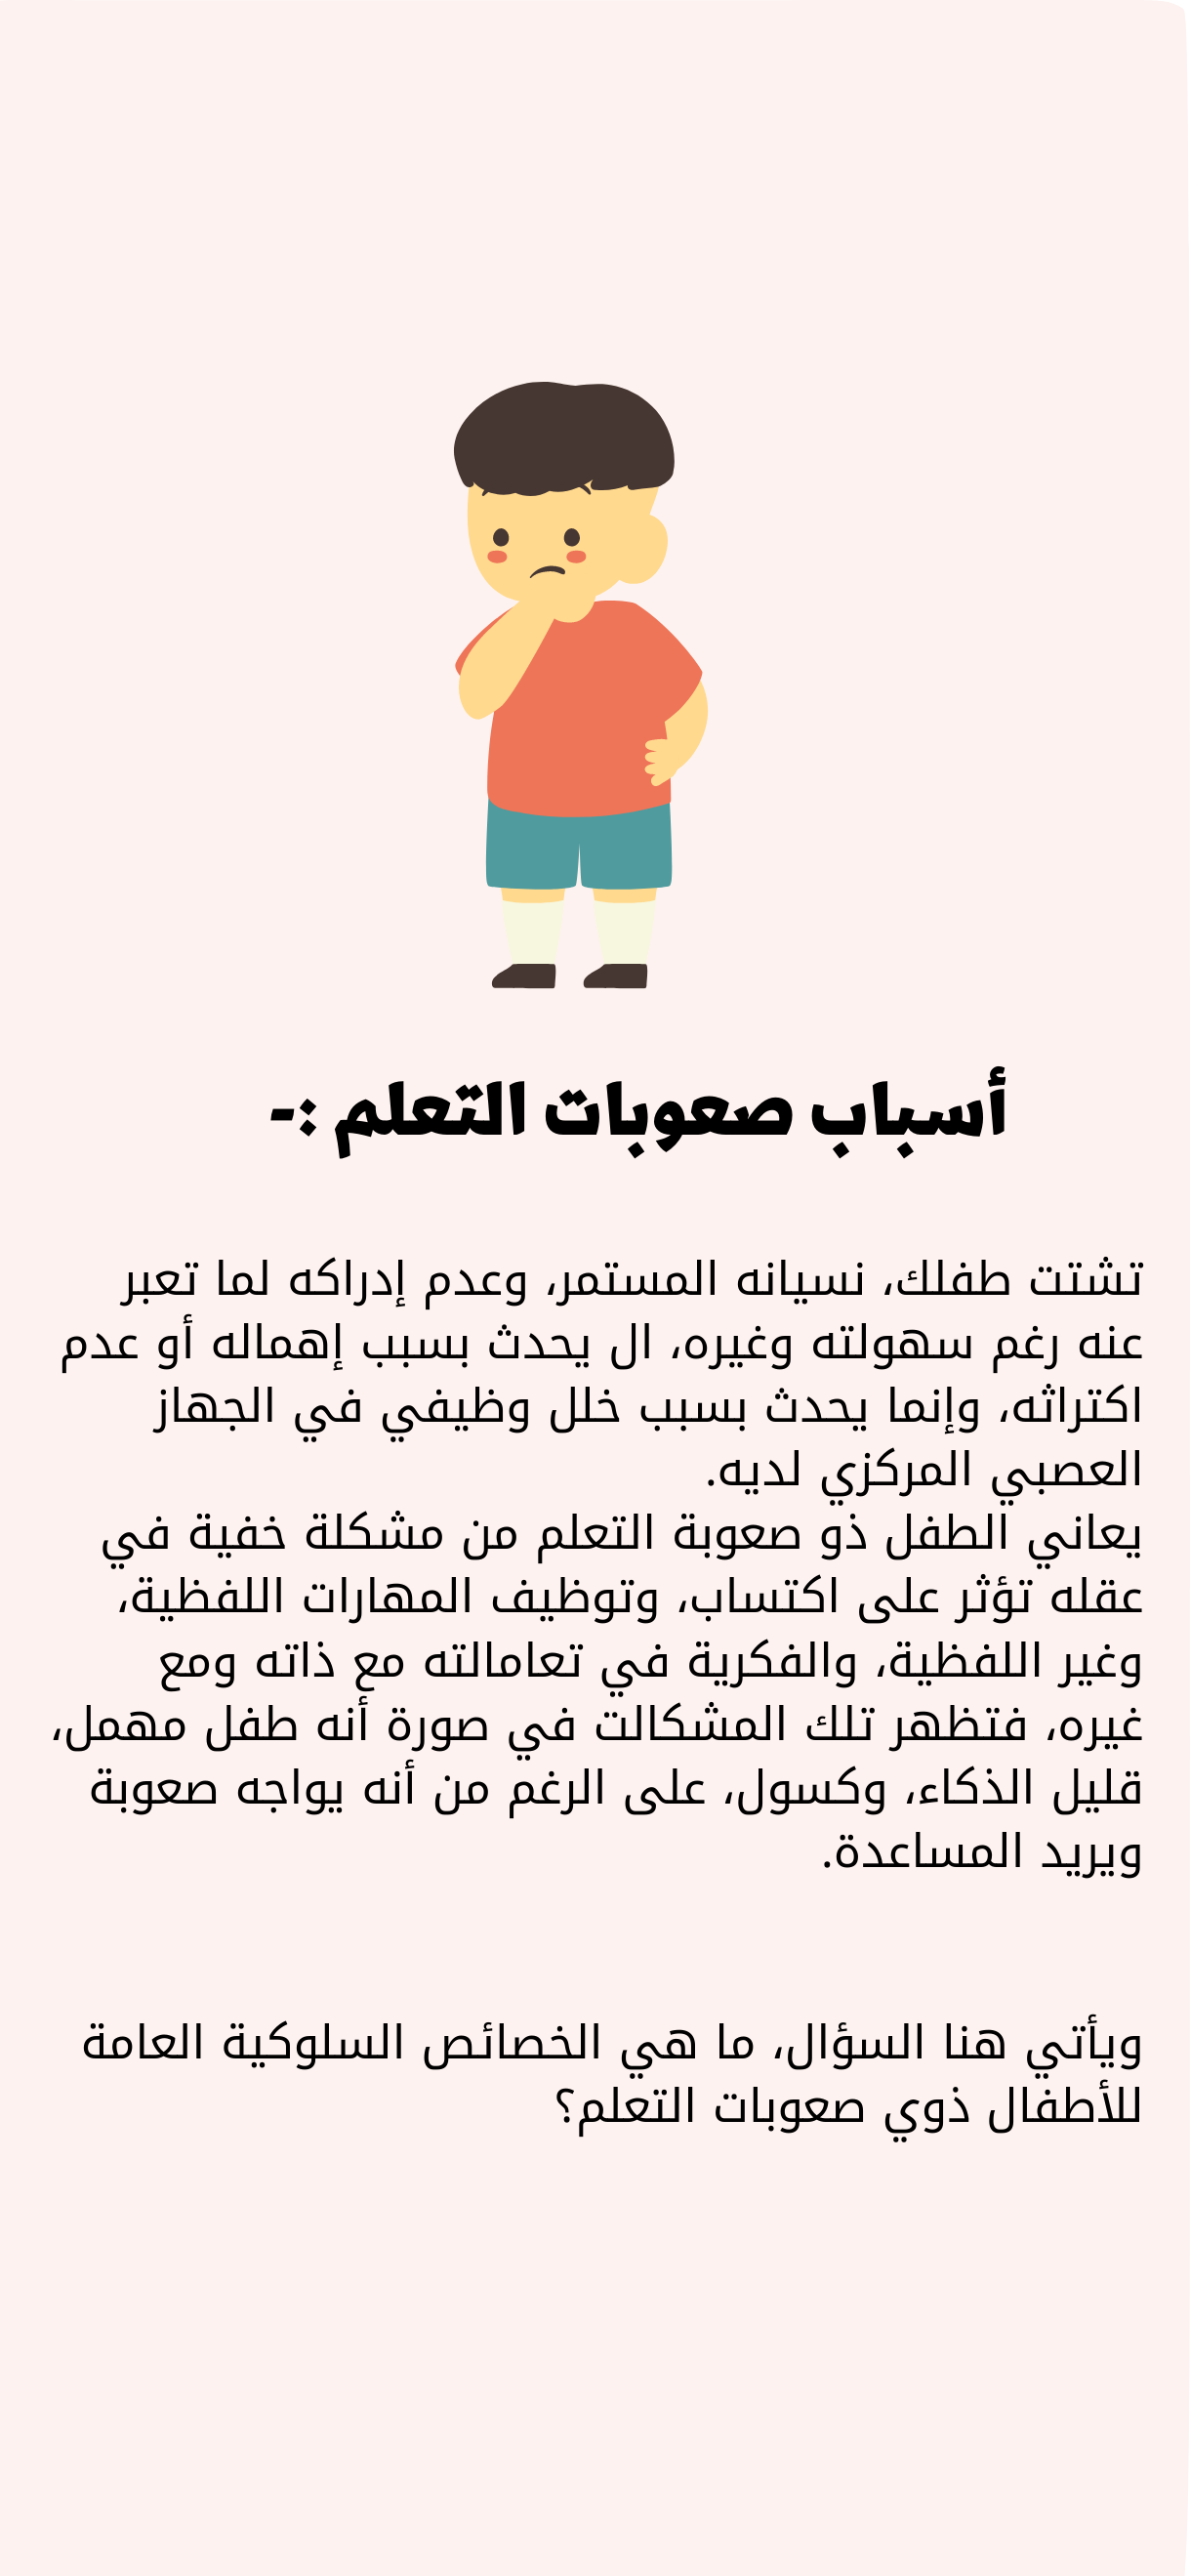 أسباب صعوبات التعلم :-
تشتت طفلك، نسيانه المستمر، وعدم إدراكه لما تعبر
عنه رغم سهولته وغيره، ال يحدث بسبب إهماله أو عدم
اكتراثه، وإنما يحدث بسبب خلل وظيفي في الجهاز
العصبي المركزي لديه.
يعاني الطفل ذو صعوبة التعلم من مشكلة خفية في
عقله تؤثر على اكتساب، وتوظيف المهارات اللفظية،
وغير اللفظية، والفكرية في تعامالته مع ذاته ومع
غيره، فتظهر تلك المشكالت في صورة أنه طفل مهمل،
قليل الذكاء، وكسول، على الرغم من أنه يواجه صعوبة
ويريد المساعدة.
ويأتي هنا السؤال، ما هي الخصائص السلوكية العامة
للأطفال ذوي صعوبات التعلم؟